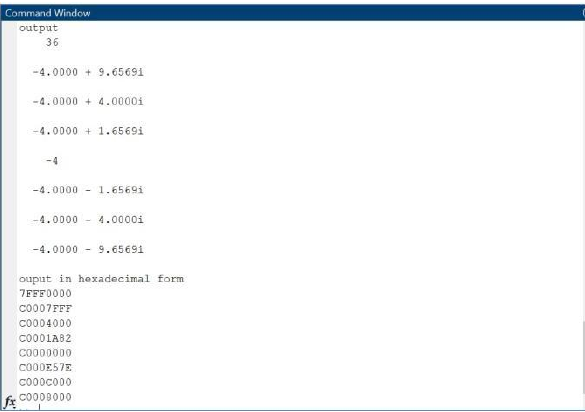 Command Window
output
36
-4.0000 + 9.6569i
-4.0000 + 4.0000i
-4.0000 + 1.6569i
-4
-4.0000 - 1.6569i
-4.0000 - 4.0000i
-4.0000 - 9.6569i
ouput in hexadecimal form
7FFF0000
C0007FFF
C0004000
C0001A82
C0000000
C000E57E
C000C000
fx C0008000